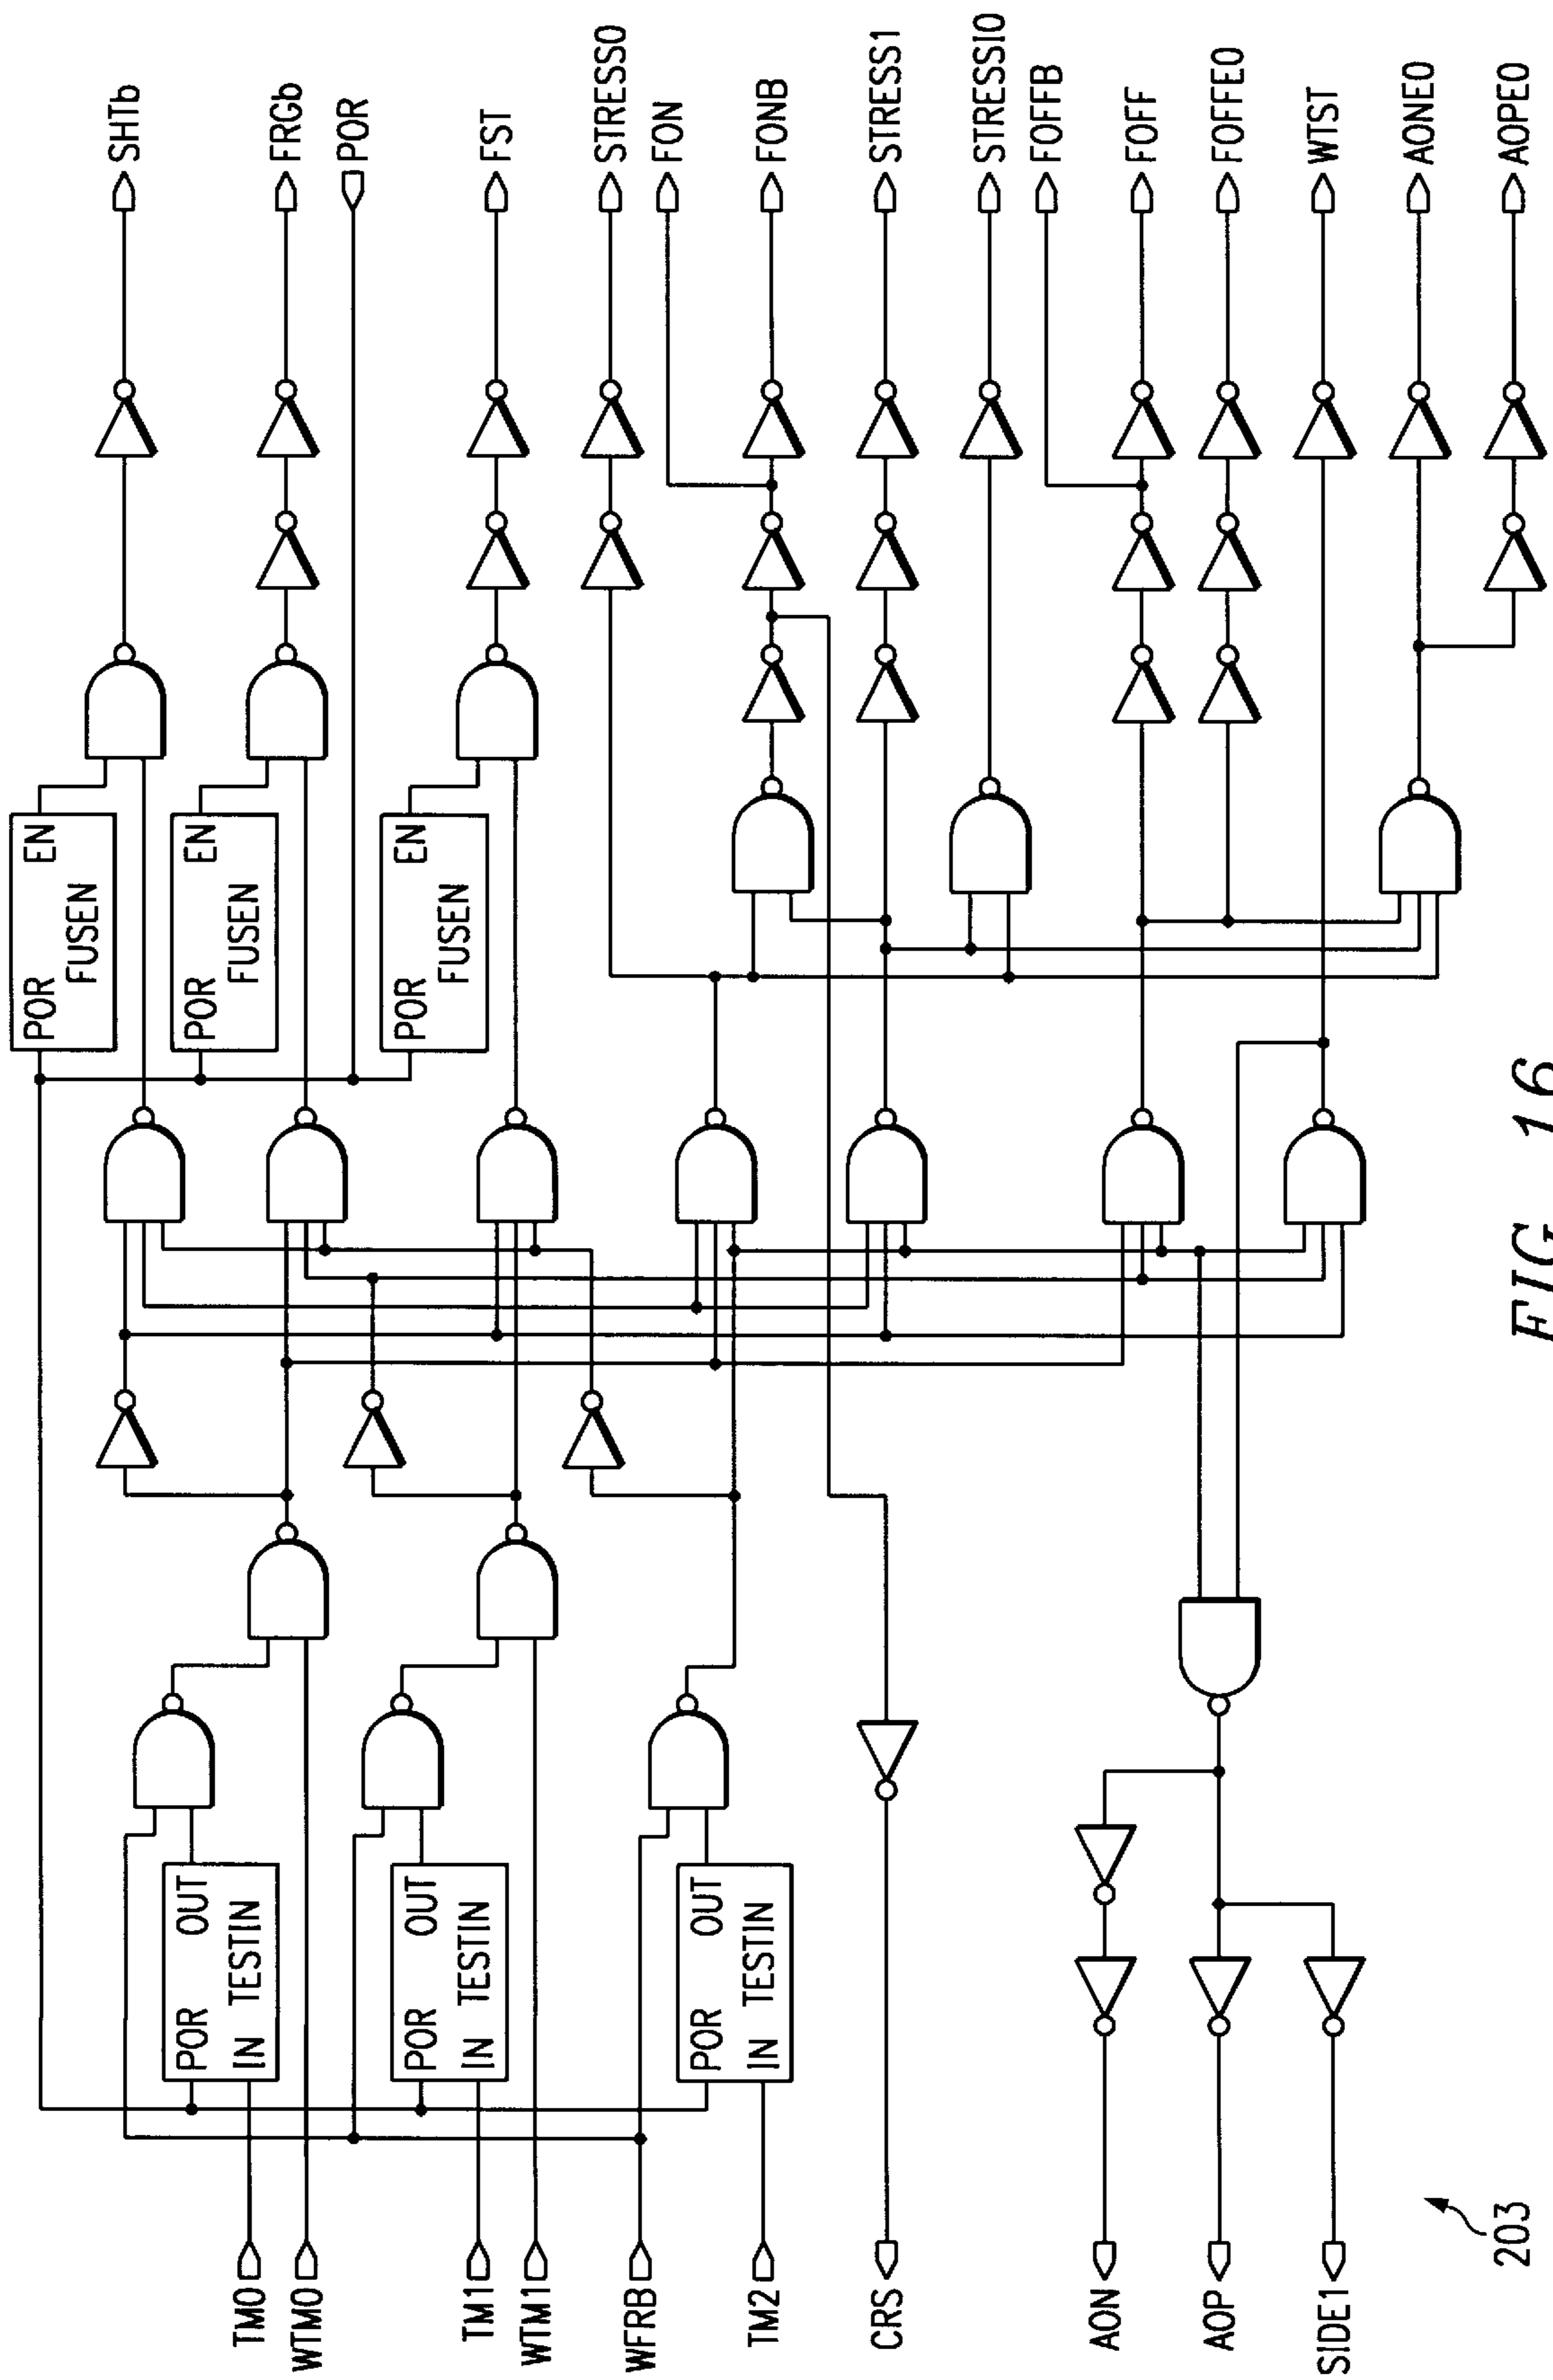 SHTb
FRGb
POR
FST
STRESS0
FON
FONB
STRESS1
STRESSI0
FOFFB
FOFF
FOFFE0
WTST
AONE0
AOPE0
POR EN
FUSEN
POR EN
FUSEN
POR EN
FUSEN
POR OUT
IN TESTIN
POR OUT
IN TESTIN
POR OUT
IN TESTIN
TM0
WTM0
TM1
WTM1
WFRB
TM2
CRS
AON
AOP
SIDE1
203
FIG. 16